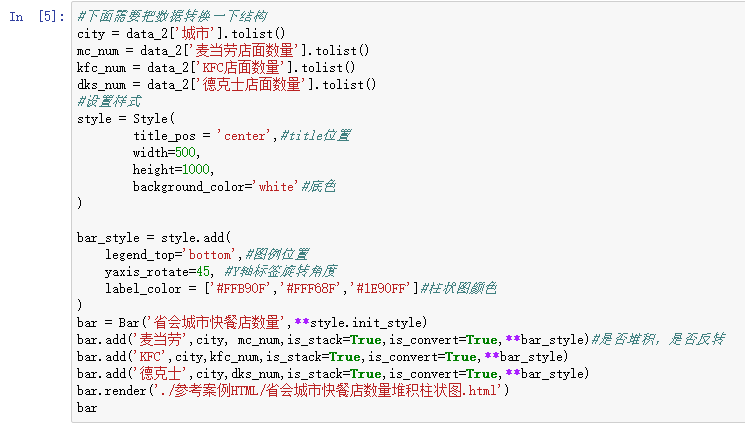 In [5]: #下面需要把数据转换一下结构
city = data_2['城市'].tolist()
mc_num = data_2['麦当劳店面数量'].tolist()
kfc_num = data_2['KFC店面数量'].tolist()
dks_num = data_2['德克士店面数量'].tolist()
#设置样式
style = Style(
        title_pos = 'center',#title位置
        width=500,
        height=1000,
        background_color='white'#底色
)

bar_style = style.add(
    legend_top='bottom',#图例位置
    yaxis_rotate=45, #Y轴标签旋转角度
    label_color = ['#FFB90F','#FFF68F','#1E90FF']#柱状图颜色
)
bar = Bar('省会城市快餐店数量',**style.init_style)
bar.add('麦当劳',city, mc_num,is_stack=True,is_convert=True,**bar_style)#是否堆积，是否反转
bar.add('KFC',city,kfc_num,is_stack=True,is_convert=True,**bar_style)
bar.add('德克士',city,dks_num,is_stack=True,is_convert=True,**bar_style)
bar.render('./参考案例HTML/省会城市快餐店数量堆积柱状图.html')
bar